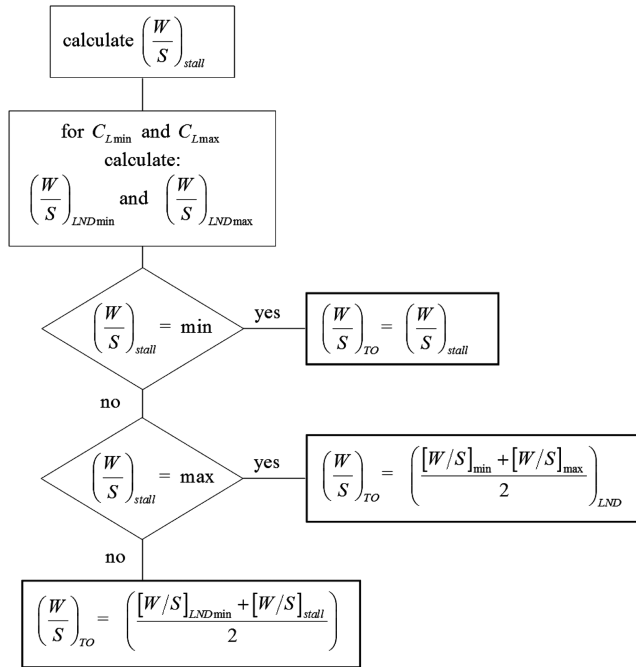 calculate (W/S)_stall
for C_Lmin and C_Lmax
calculate:
(W/S)_LNDmin and (W/S)_LNDmax
(W/S)_stall = min
yes
(W/S)_TO = (W/S)_stall
no
(W/S)_stall = max
yes
(W/S)_TO = (([W/S]_min + [W/S]_max)/2)_LND
no
(W/S)_TO = (([W/S]_LNDmin + [W/S]_stall)/2)